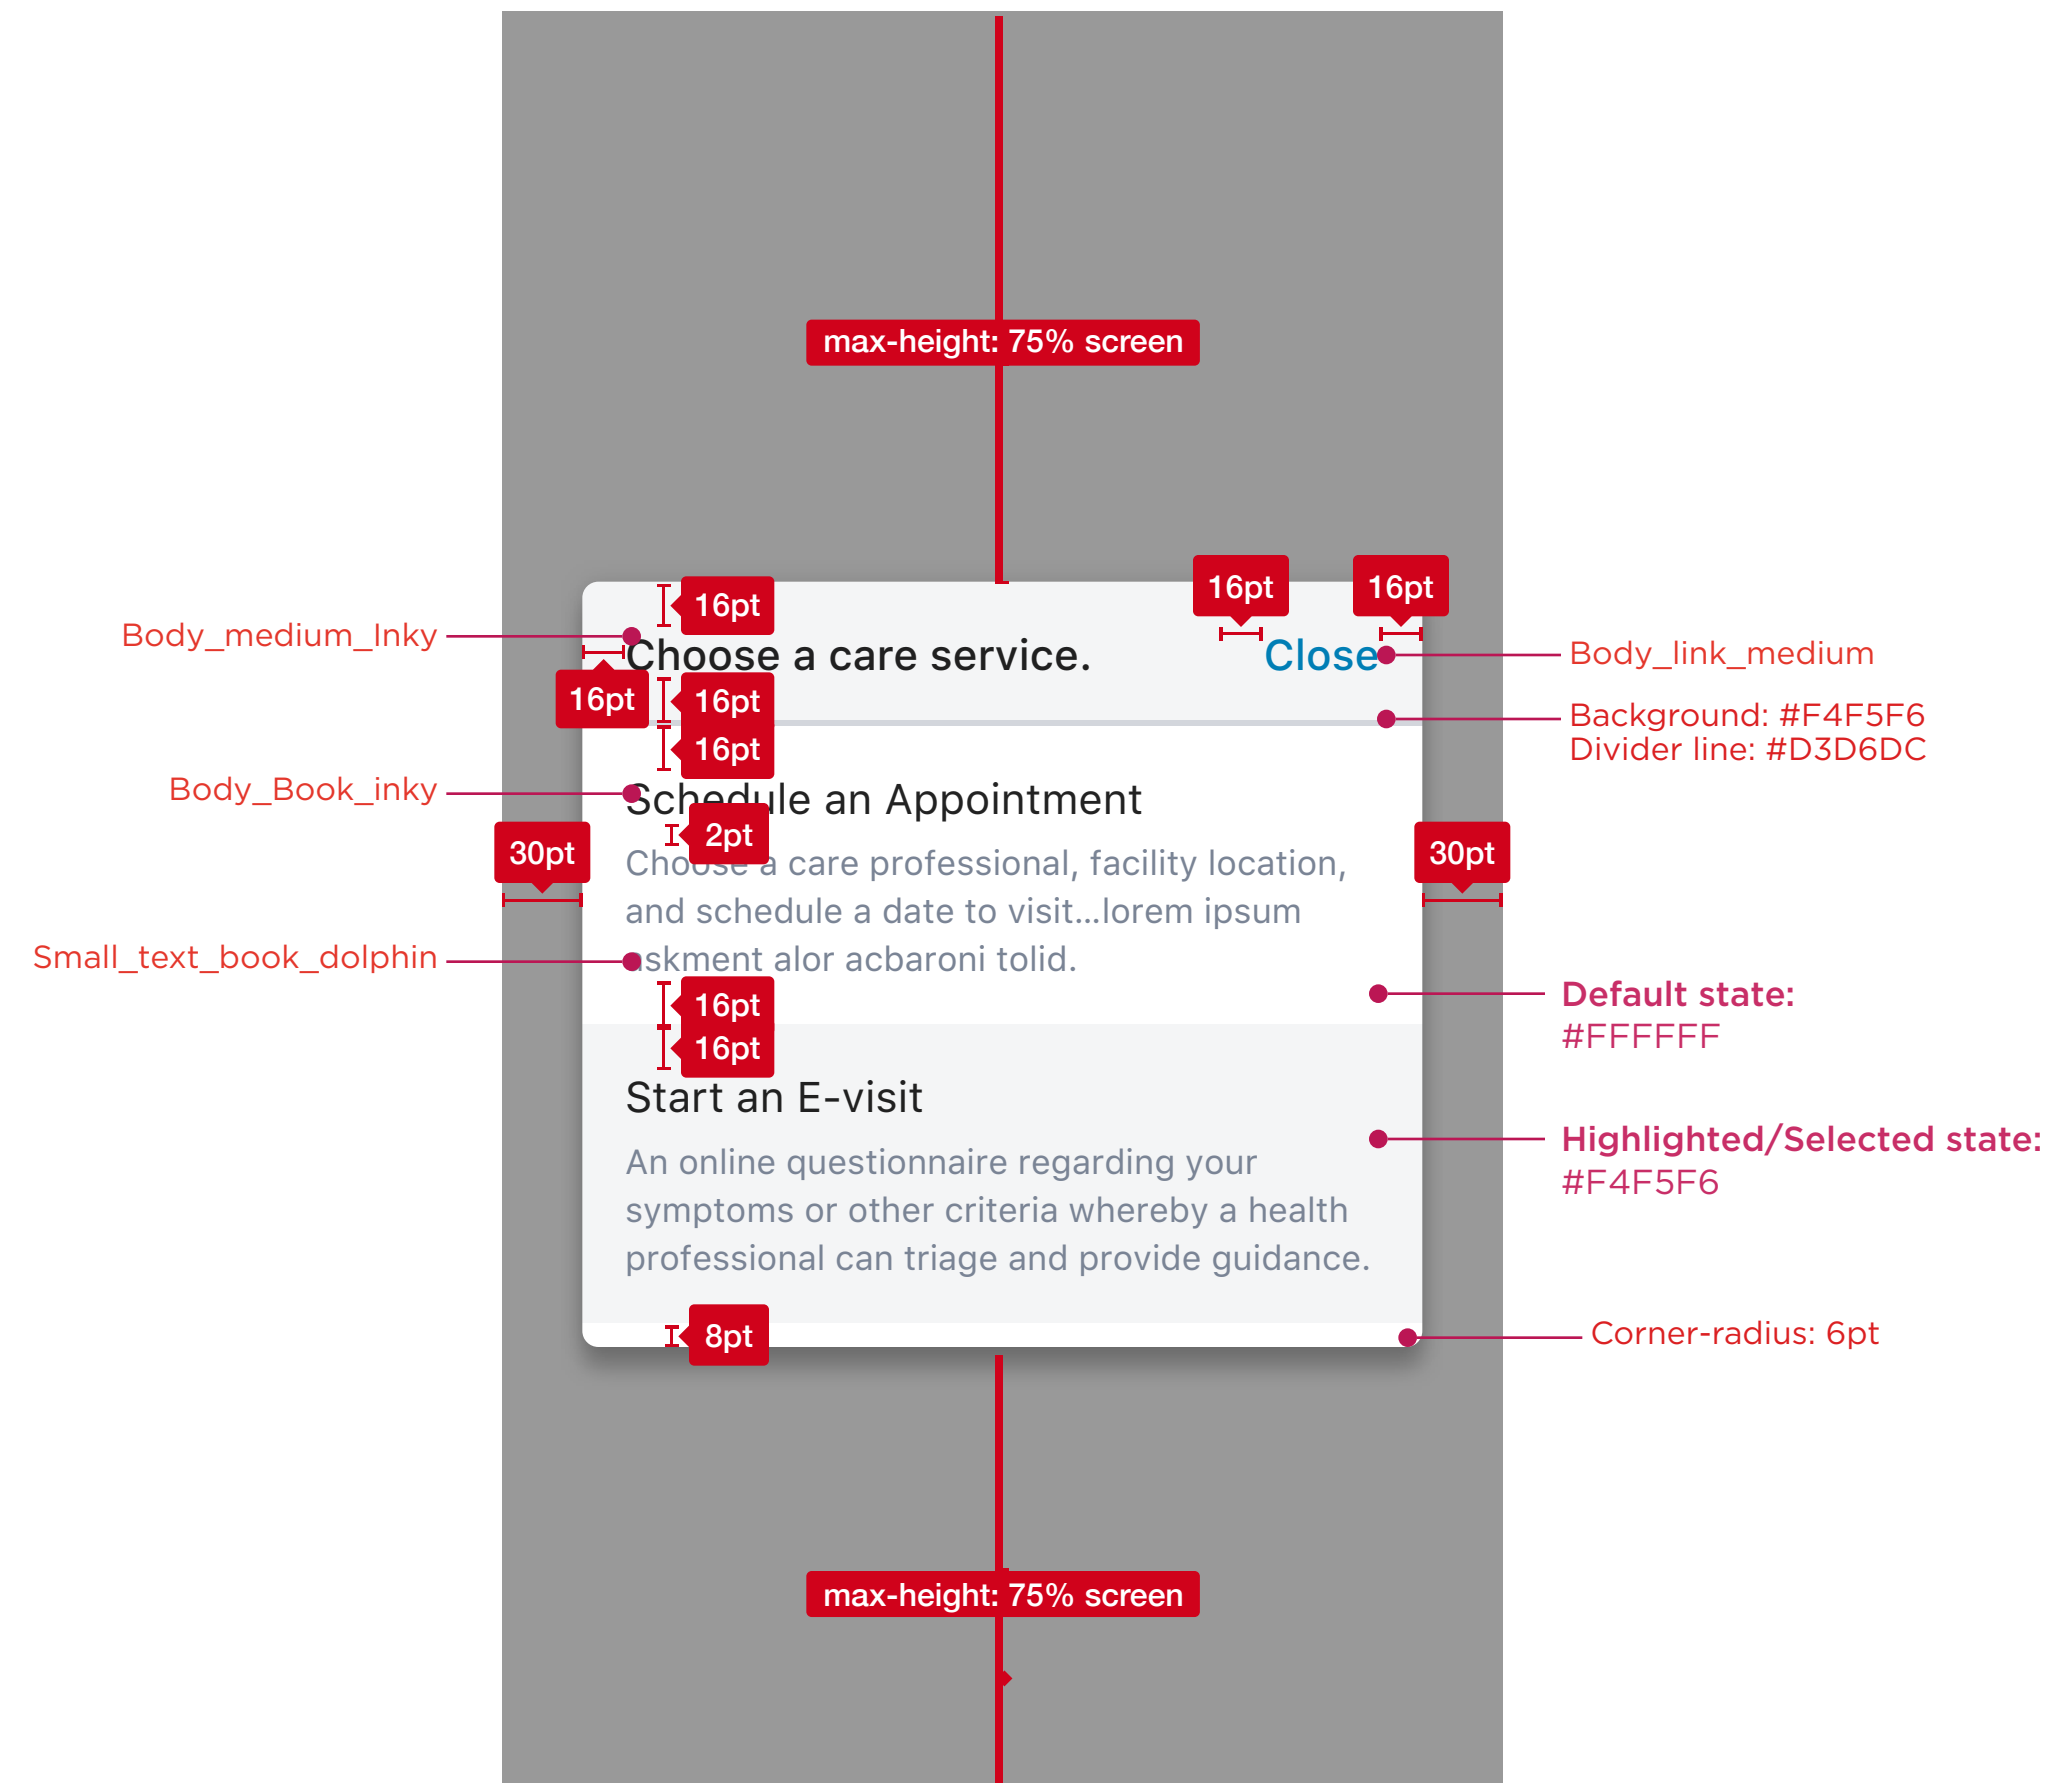 max-height: 75% screen
16pt
16pt
16pt
Body_medium_Inky
Choose a care service.
Close
Body_link_medium
16pt
16pt
Background: #F4F5F6
16pt
Divider line: #D3D6DC
Body_Book_inky
Schedule an Appointment
2pt
30pt
30pt
Choose a care professional, facility location,
and schedule a date to visit...lorem ipsum
Small_text_book_dolphin
askment alor acbaroni tolid.
16pt
Default state:
#FFFFFF
16pt
Start an E-visit
Highlighted/Selected state:
#F4F5F6
An online questionnaire regarding your
symptoms or other criteria whereby a health
professional can triage and provide guidance.
8pt
Corner-radius: 6pt
max-height: 75% screen